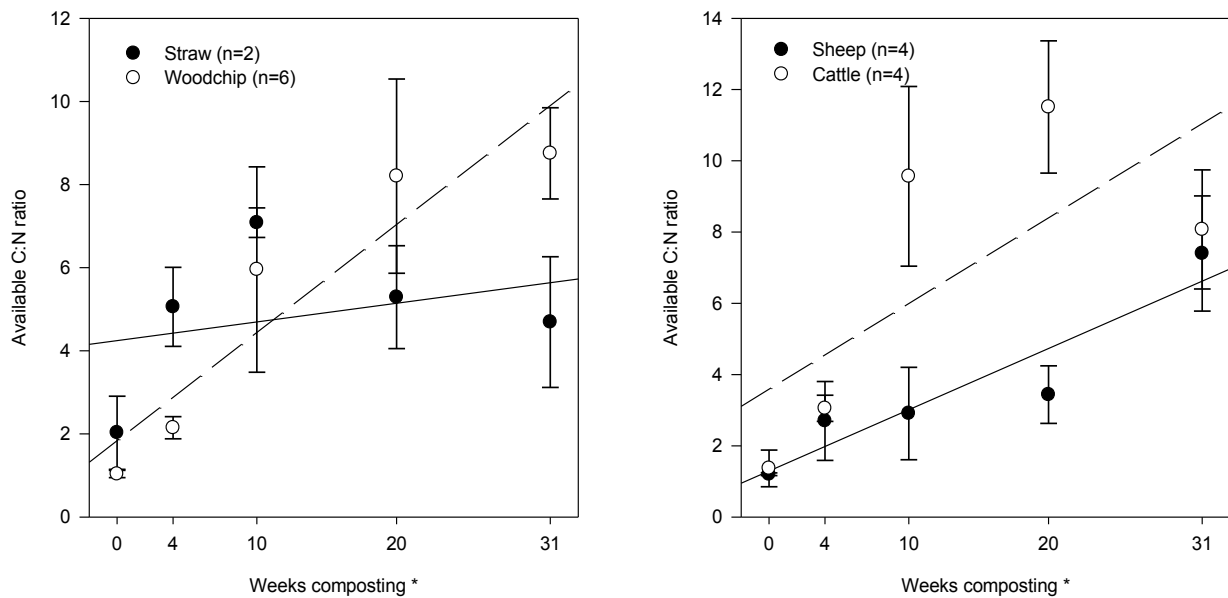 12
10
8
6
4
2
0
Available C:N ratio
Straw (n=2)
Woodchip (n=6)
0 4 10 20 31
Weeks composting *
14
12
10
8
6
4
2
0
Available C:N ratio
Sheep (n=4)
Cattle (n=4)
0 4 10 20 31
Weeks composting *